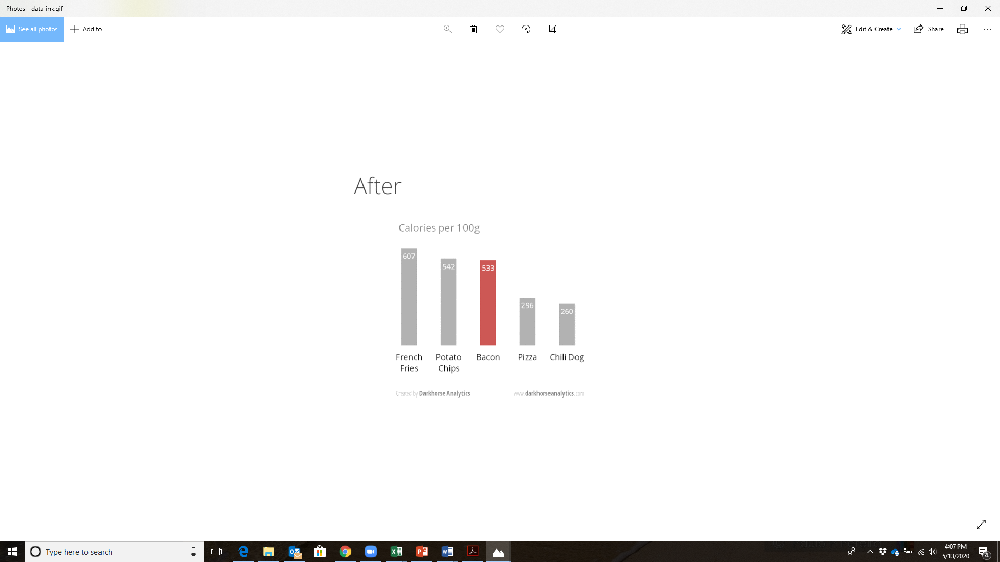 Photos - data-ink.gif
See all photos
Add to
Edit & Create
Share
After
Calories per 100g
607
542
533
296
260
French Fries
Potato Chips
Bacon
Pizza
Chili Dog
Created by Darkhorse Analytics
www.darkhorseanalytics.com
Type here to search
4:07 PM
5/13/2020
4